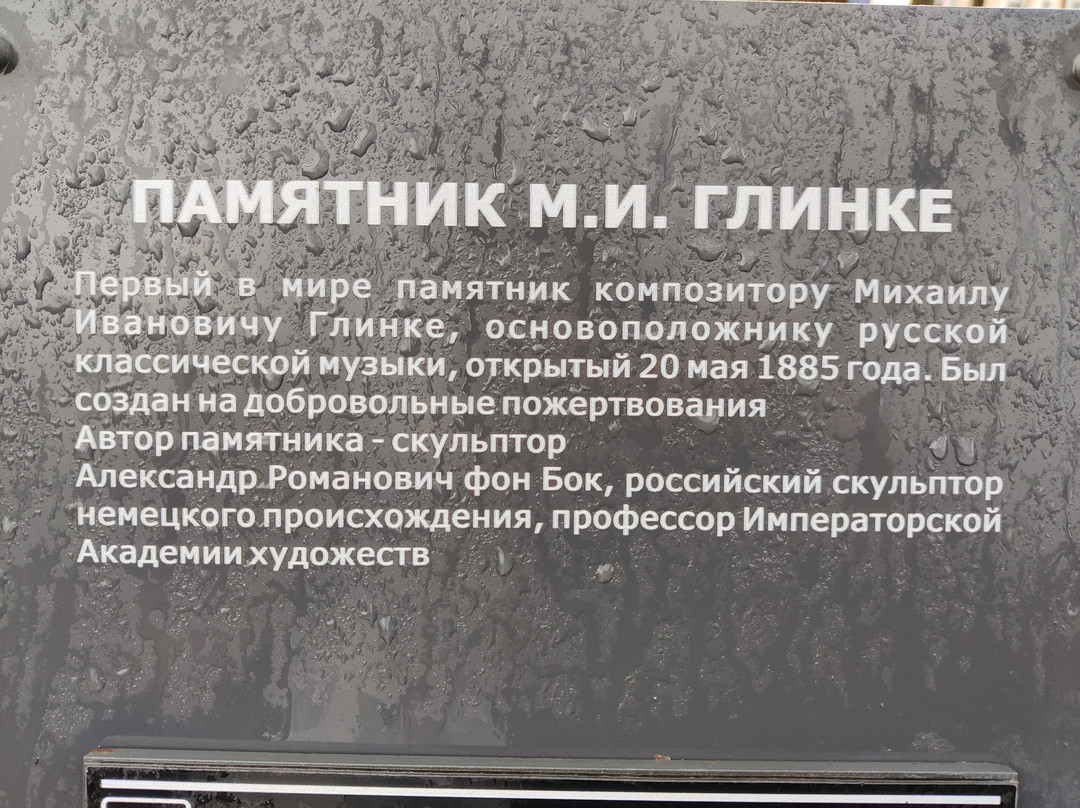 ПАМЯТНИК М.И. ГЛИНКЕ
Первый в мире памятник композитору Михаилу
Ивановичу Глинке, основоположнику русской
классической музыки, открытый 20 мая 1885 года. Был
создан на добровольные пожертвования
Автор памятника - скульптор
Александр Романович фон Бок, российский скульптор
немецкого происхождения, профессор Императорской
Академии художеств